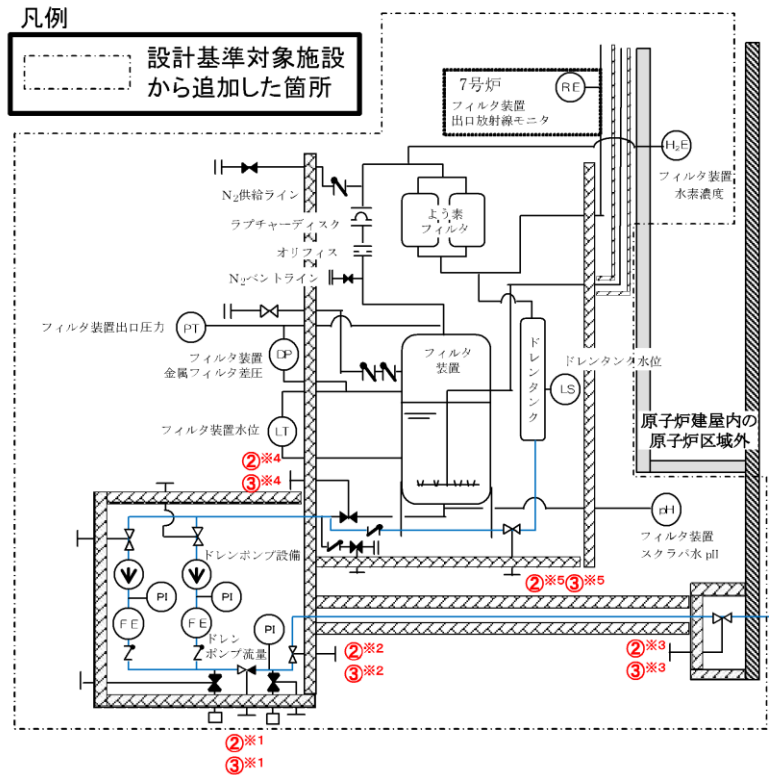 凡例
設計基準対象施設
から追加した箇所
7号炉
フィルタ装置
出口放射線モニタ
RE
H₂E
フィルタ装置
水素濃度
N₂供給ライン
ラプチャーディスク
オリフィス
N₂ベントライン
よう素
フィルタ
フィルタ装置出口圧力
PT
DP
フィルタ装置
金属フィルタ差圧
フィルタ
装置
ドレンタンク
ドレンタンク水位
LS
フィルタ装置水位
LT
原子炉建屋内の
原子炉区域外
②※4
③※4
pH
フィルタ装置
スクラバ水 pH
ドレンポンプ設備
PI
PI
FE
FE
PI
ドレン
ポンプ流量
②※5③※5
②※2
③※2
②※3
③※3
②※1
③※1